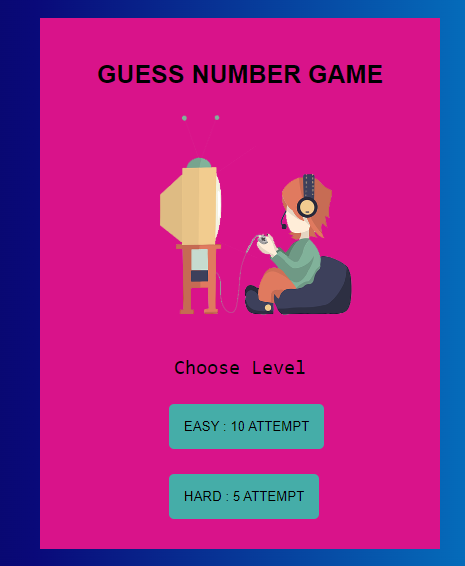 GUESS NUMBER GAME
Choose Level
EASY : 10 ATTEMPT
HARD : 5 ATTEMPT